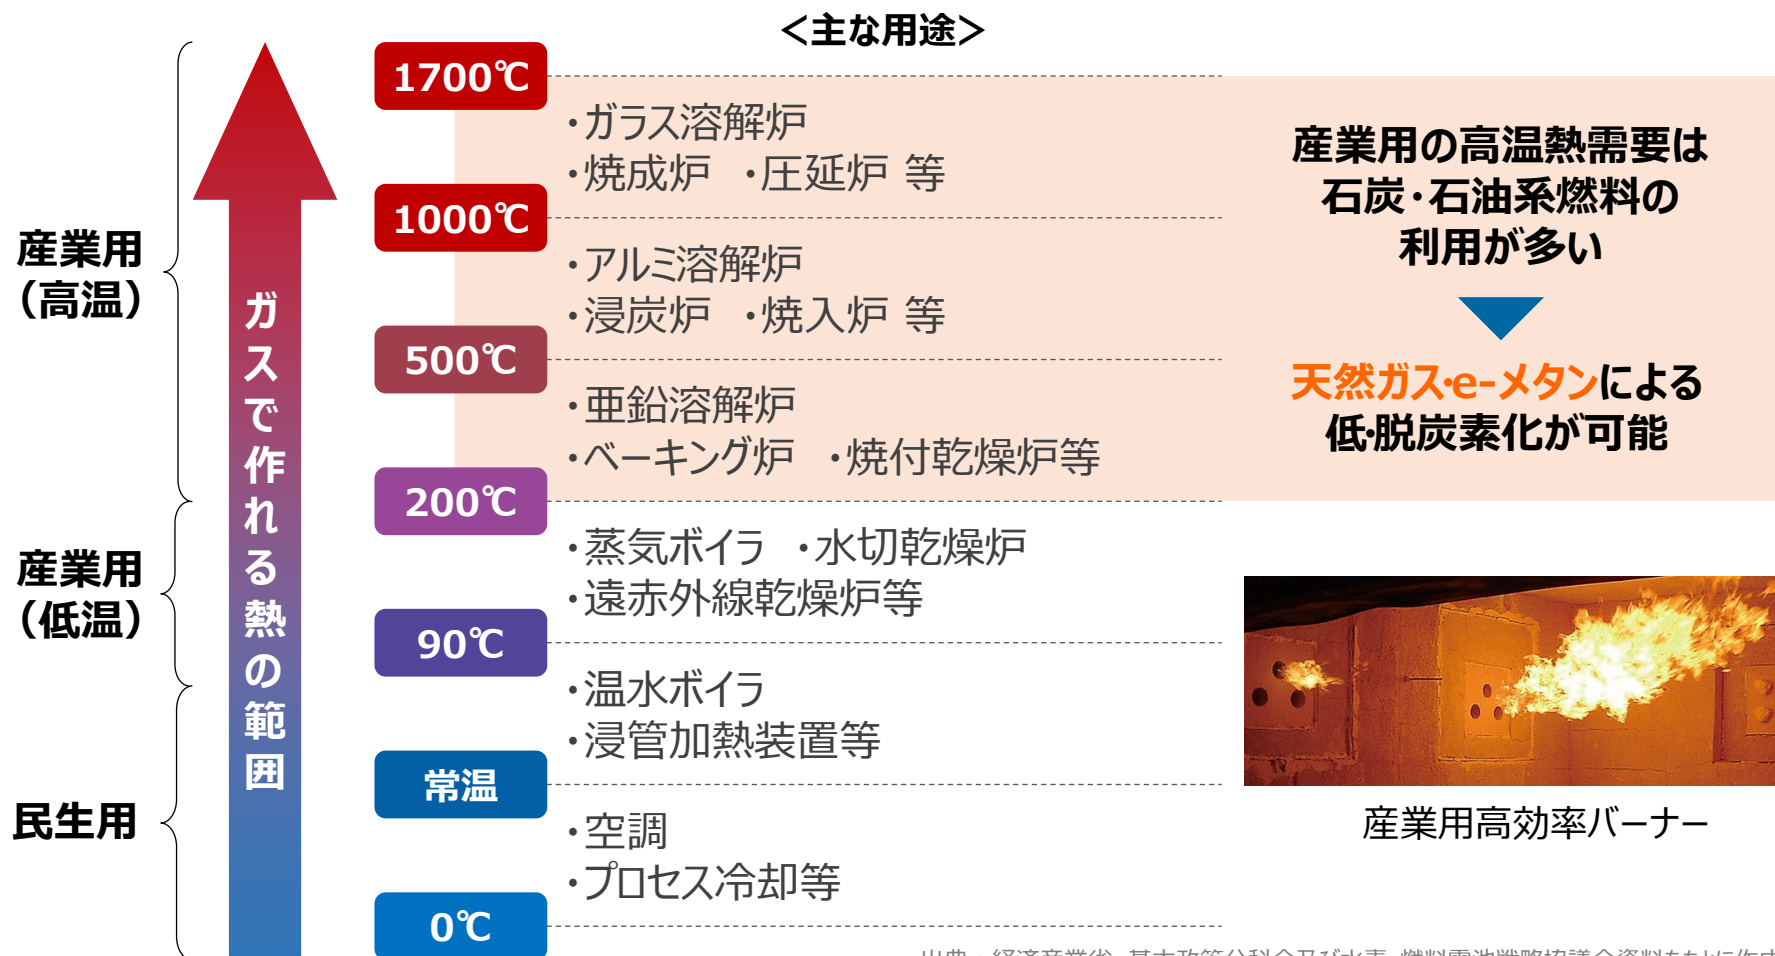 ＜主な用途＞
1700℃
・ガラス溶解炉
・焼成炉 ・圧延炉 等
1000℃
・アルミ溶解炉
・浸炭炉 ・焼入炉 等
500℃
・亜鉛溶解炉
・ベーキング炉 ・焼付乾燥炉等
200℃
・蒸気ボイラ ・水切乾燥炉
・遠赤外線乾燥炉等
90℃
・温水ボイラ
・浸管加熱装置等
常温
・空調
・プロセス冷却等
0℃
産業用
（高温）
産業用
（低温）
民生用
ガスで作れる熱の範囲
産業用の高温熱需要は
石炭・石油系燃料の
利用が多い
天然ガス・e-メタンによる
低・脱炭素化が可能
産業用高効率バーナー